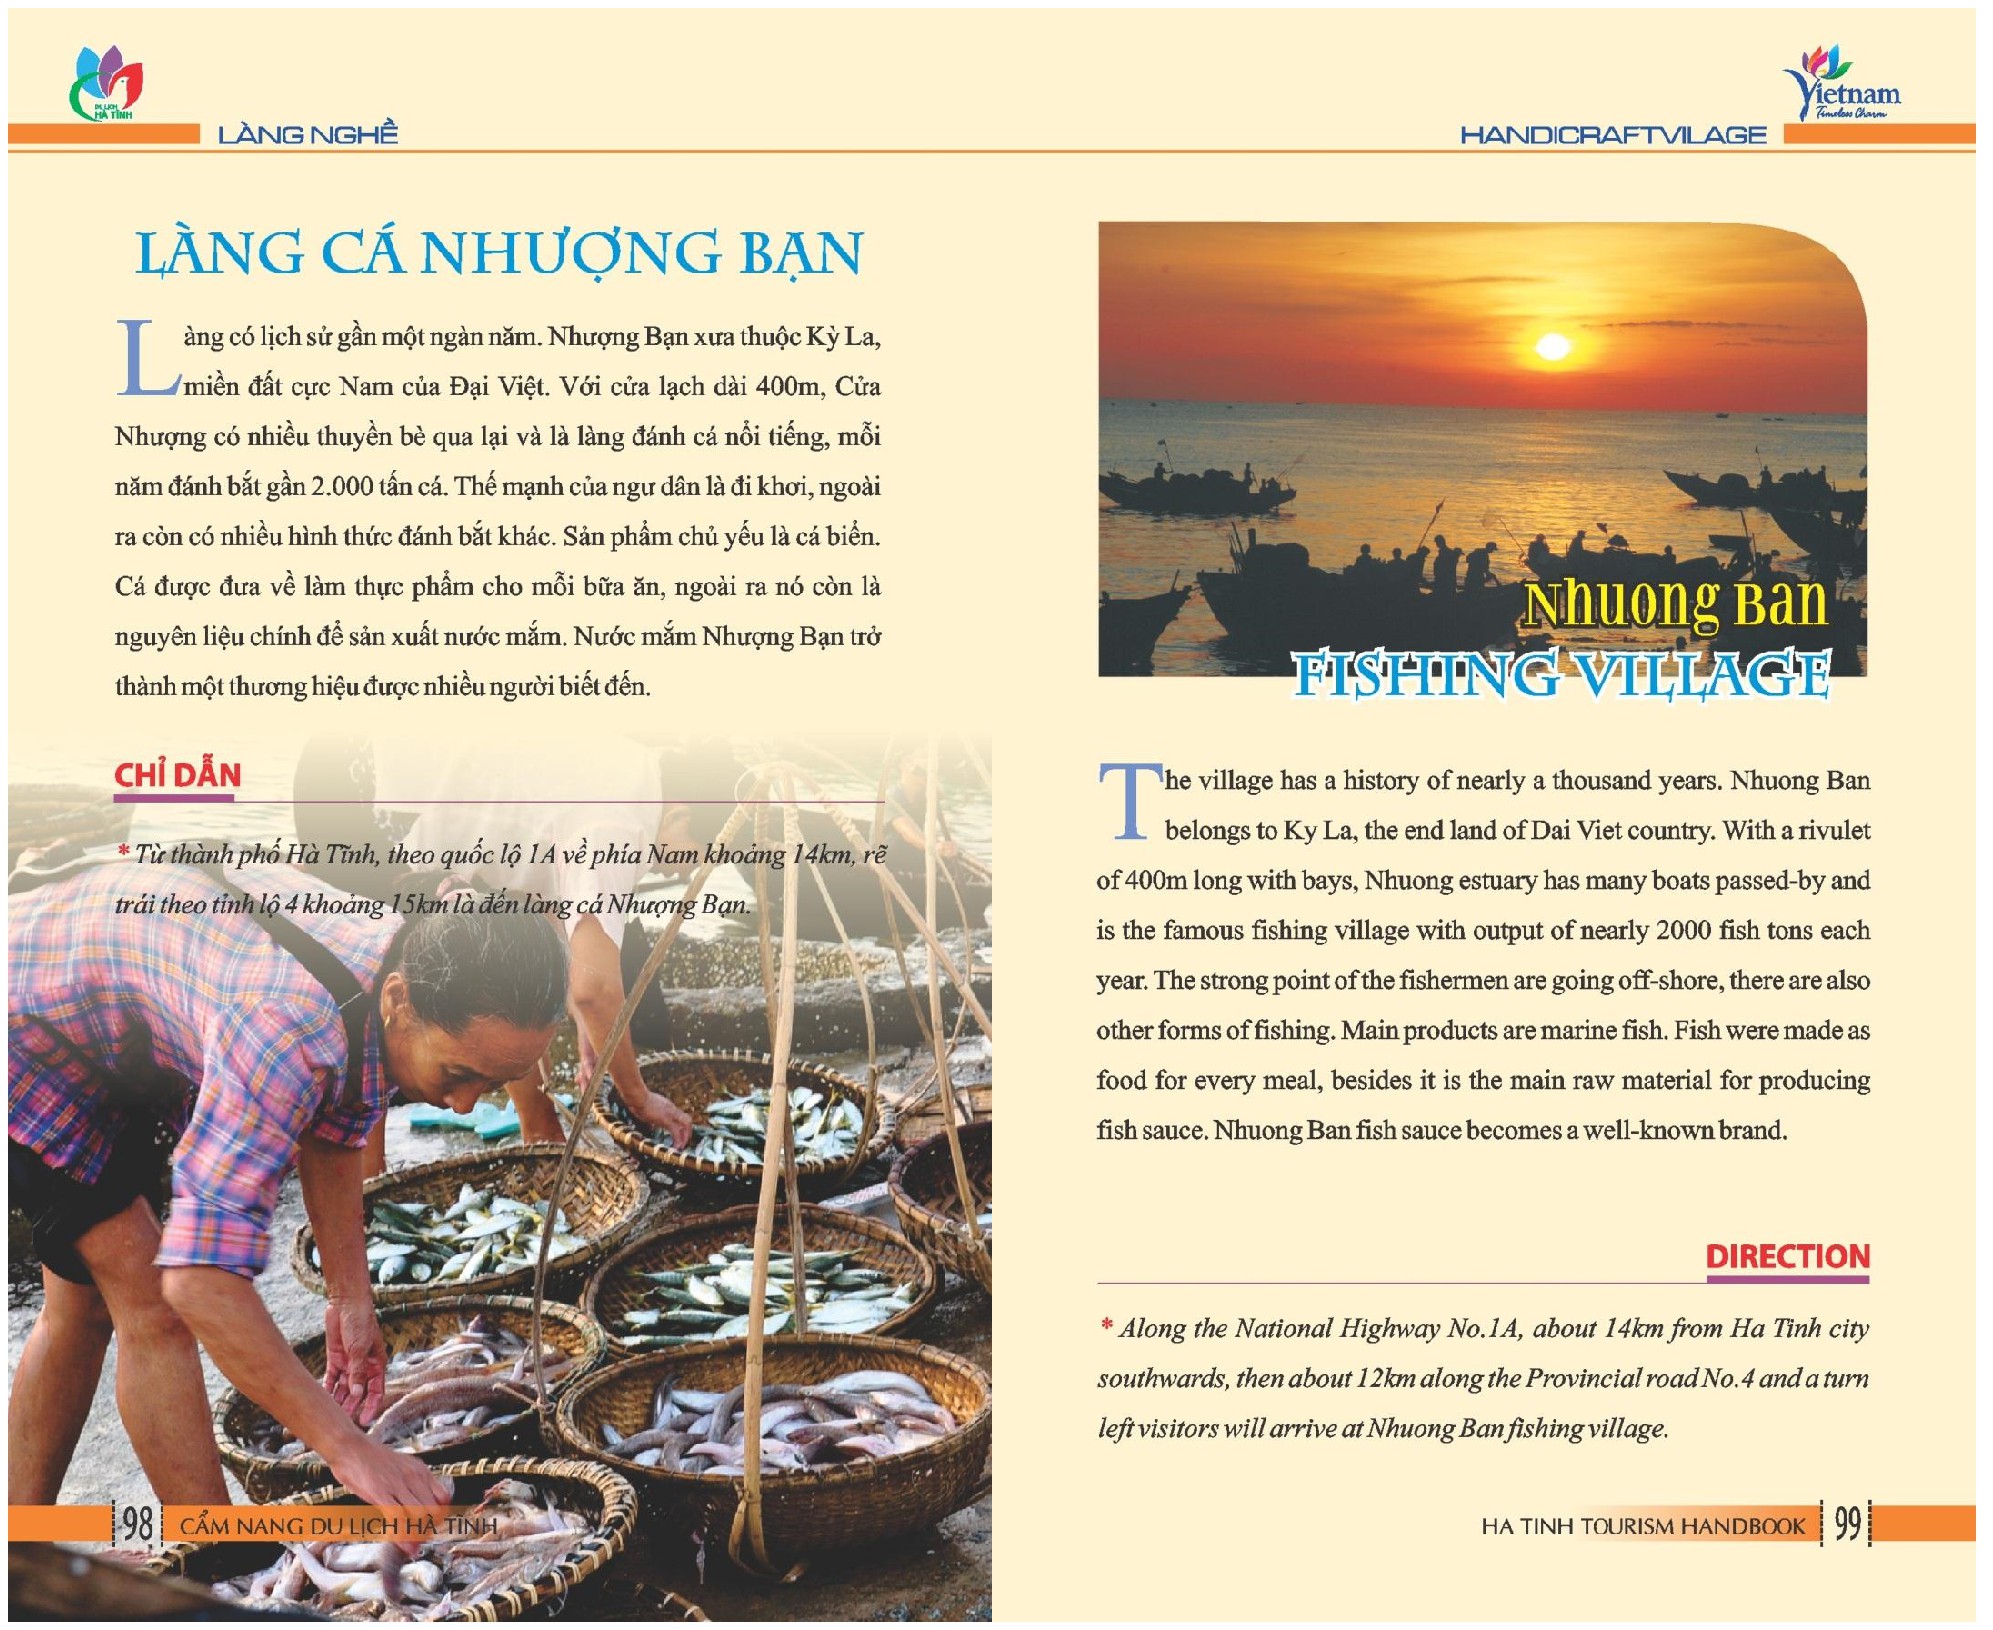 DU LỊCH
HÀ TĨNH
LÀNG NGHỀ
LÀNG CÁ NHƯỢNG BẠN
Làng có lịch sử gần một ngàn năm. Nhượng Bạn xưa thuộc Kỳ La,
miền đất cực Nam của Đại Việt. Với cửa lạch dài 400m, Cửa
Nhượng có nhiều thuyền bè qua lại và là làng đánh cá nổi tiếng, mỗi
năm đánh bắt gần 2.000 tấn cá. Thế mạnh của ngư dân là đi khơi, ngoài
ra còn có nhiều hình thức đánh bắt khác. Sản phẩm chủ yếu là cá biển.
Cá được đưa về làm thực phẩm cho mỗi bữa ăn, ngoài ra nó còn là
nguyên liệu chính để sản xuất nước mắm. Nước mắm Nhượng Bạn trở
thành một thương hiệu được nhiều người biết đến.
CHỈ DẪN
* Từ thành phố Hà Tĩnh, theo quốc lộ 1A về phía Nam khoảng 14km, rẽ
trái theo tỉnh lộ 4 khoảng 15km là đến làng cá Nhượng Bạn.
98 CẨM NANG DU LỊCH HÀ TĨNH
Vietnam
Timeless Charm
HANDICRAFTVILAGE
Nhuong Ban
FISHING VILLAGE
The village has a history of nearly a thousand years. Nhuong Ban
belongs to Ky La, the end land of Dai Viet country. With a rivulet
of 400m long with bays, Nhuong estuary has many boats passed-by and
is the famous fishing village with output of nearly 2000 fish tons each
year. The strong point of the fishermen are going off-shore, there are also
other forms of fishing. Main products are marine fish. Fish were made as
food for every meal, besides it is the main raw material for producing
fish sauce. Nhuong Ban fish sauce becomes a well-known brand.
DIRECTION
* Along the National Highway No.1A, about 14km from Ha Tinh city
southwards, then about 12km along the Provincial road No.4 and a turn
left visitors will arrive at Nhuong Ban fishing village.
HA TINH TOURISM HANDBOOK 99